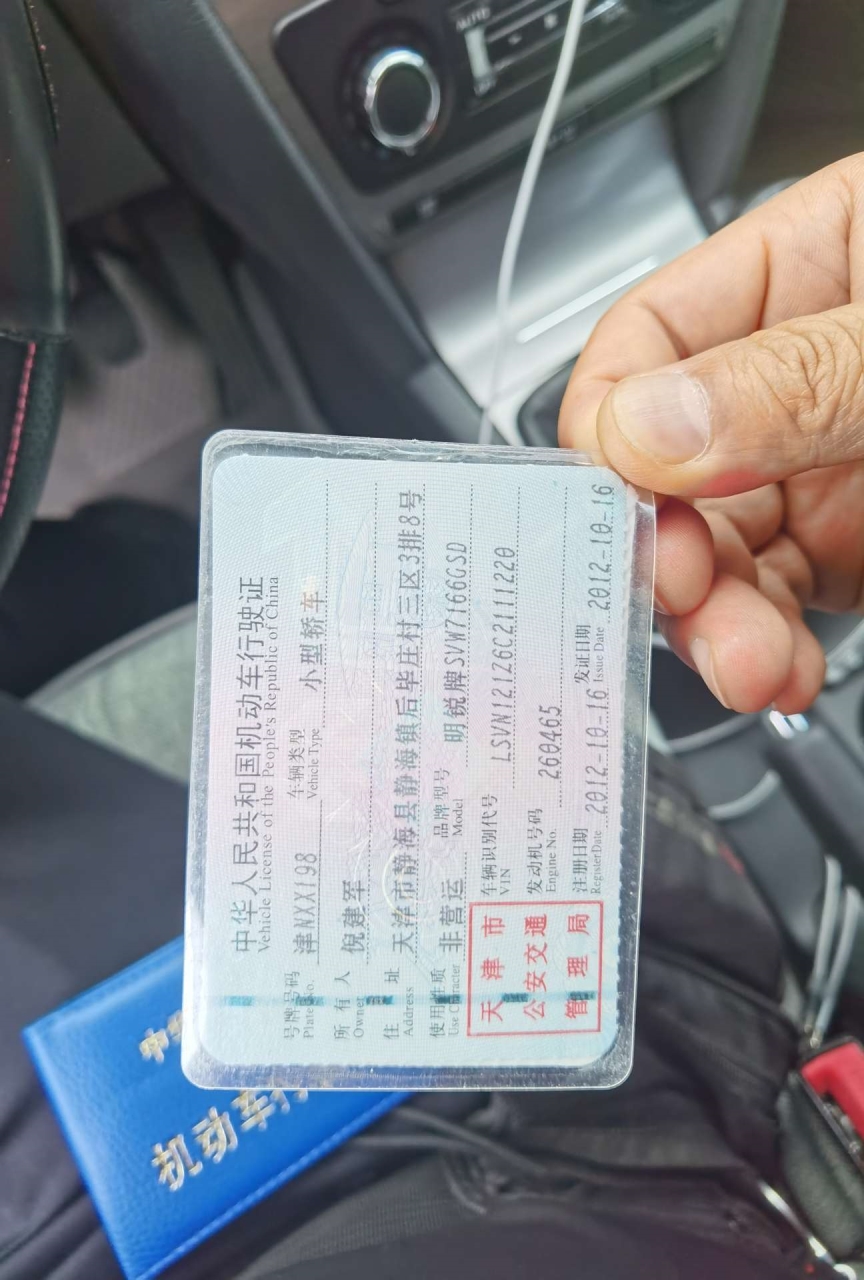 中华人民共和国机动车行驶证
Vehicle License of the People's Republic of China
号牌号码 津NXX198 车辆类型 小型轿车
Plate No. Vehicle Type
所有人 倪建军
Owner
住址 天津市静海县静海镇后毕庄村三区3排8号
Address
使用性质 非营运 品牌型号 明锐牌SVW7166GSD
Use Character Model
车辆识别代号 LSVN121Z6C2111220
VIN
发动机号码 260465
Engine No.
注册日期 2012-10-16 发证日期 2012-10-16
Register Date Issue Date
天津市
公安交通
管理局
机动车
AUTO